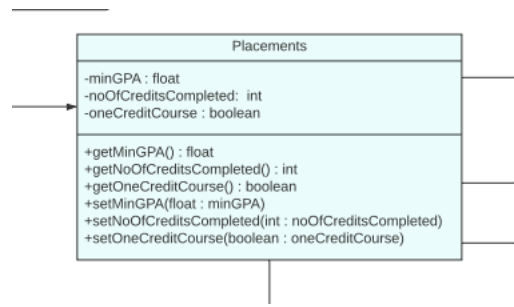 Placements
-minGPA : float
-noOfCreditsCompleted: int
-oneCreditCourse : boolean
+getMinGPA() : float
+getNoOfCreditsCompleted() : int
+getOneCreditCourse() : boolean
+setMinGPA(float : minGPA)
+setNoOfCreditsCompleted(int : noOfCreditsCompleted)
+setOneCreditCourse(boolean : oneCreditCourse)